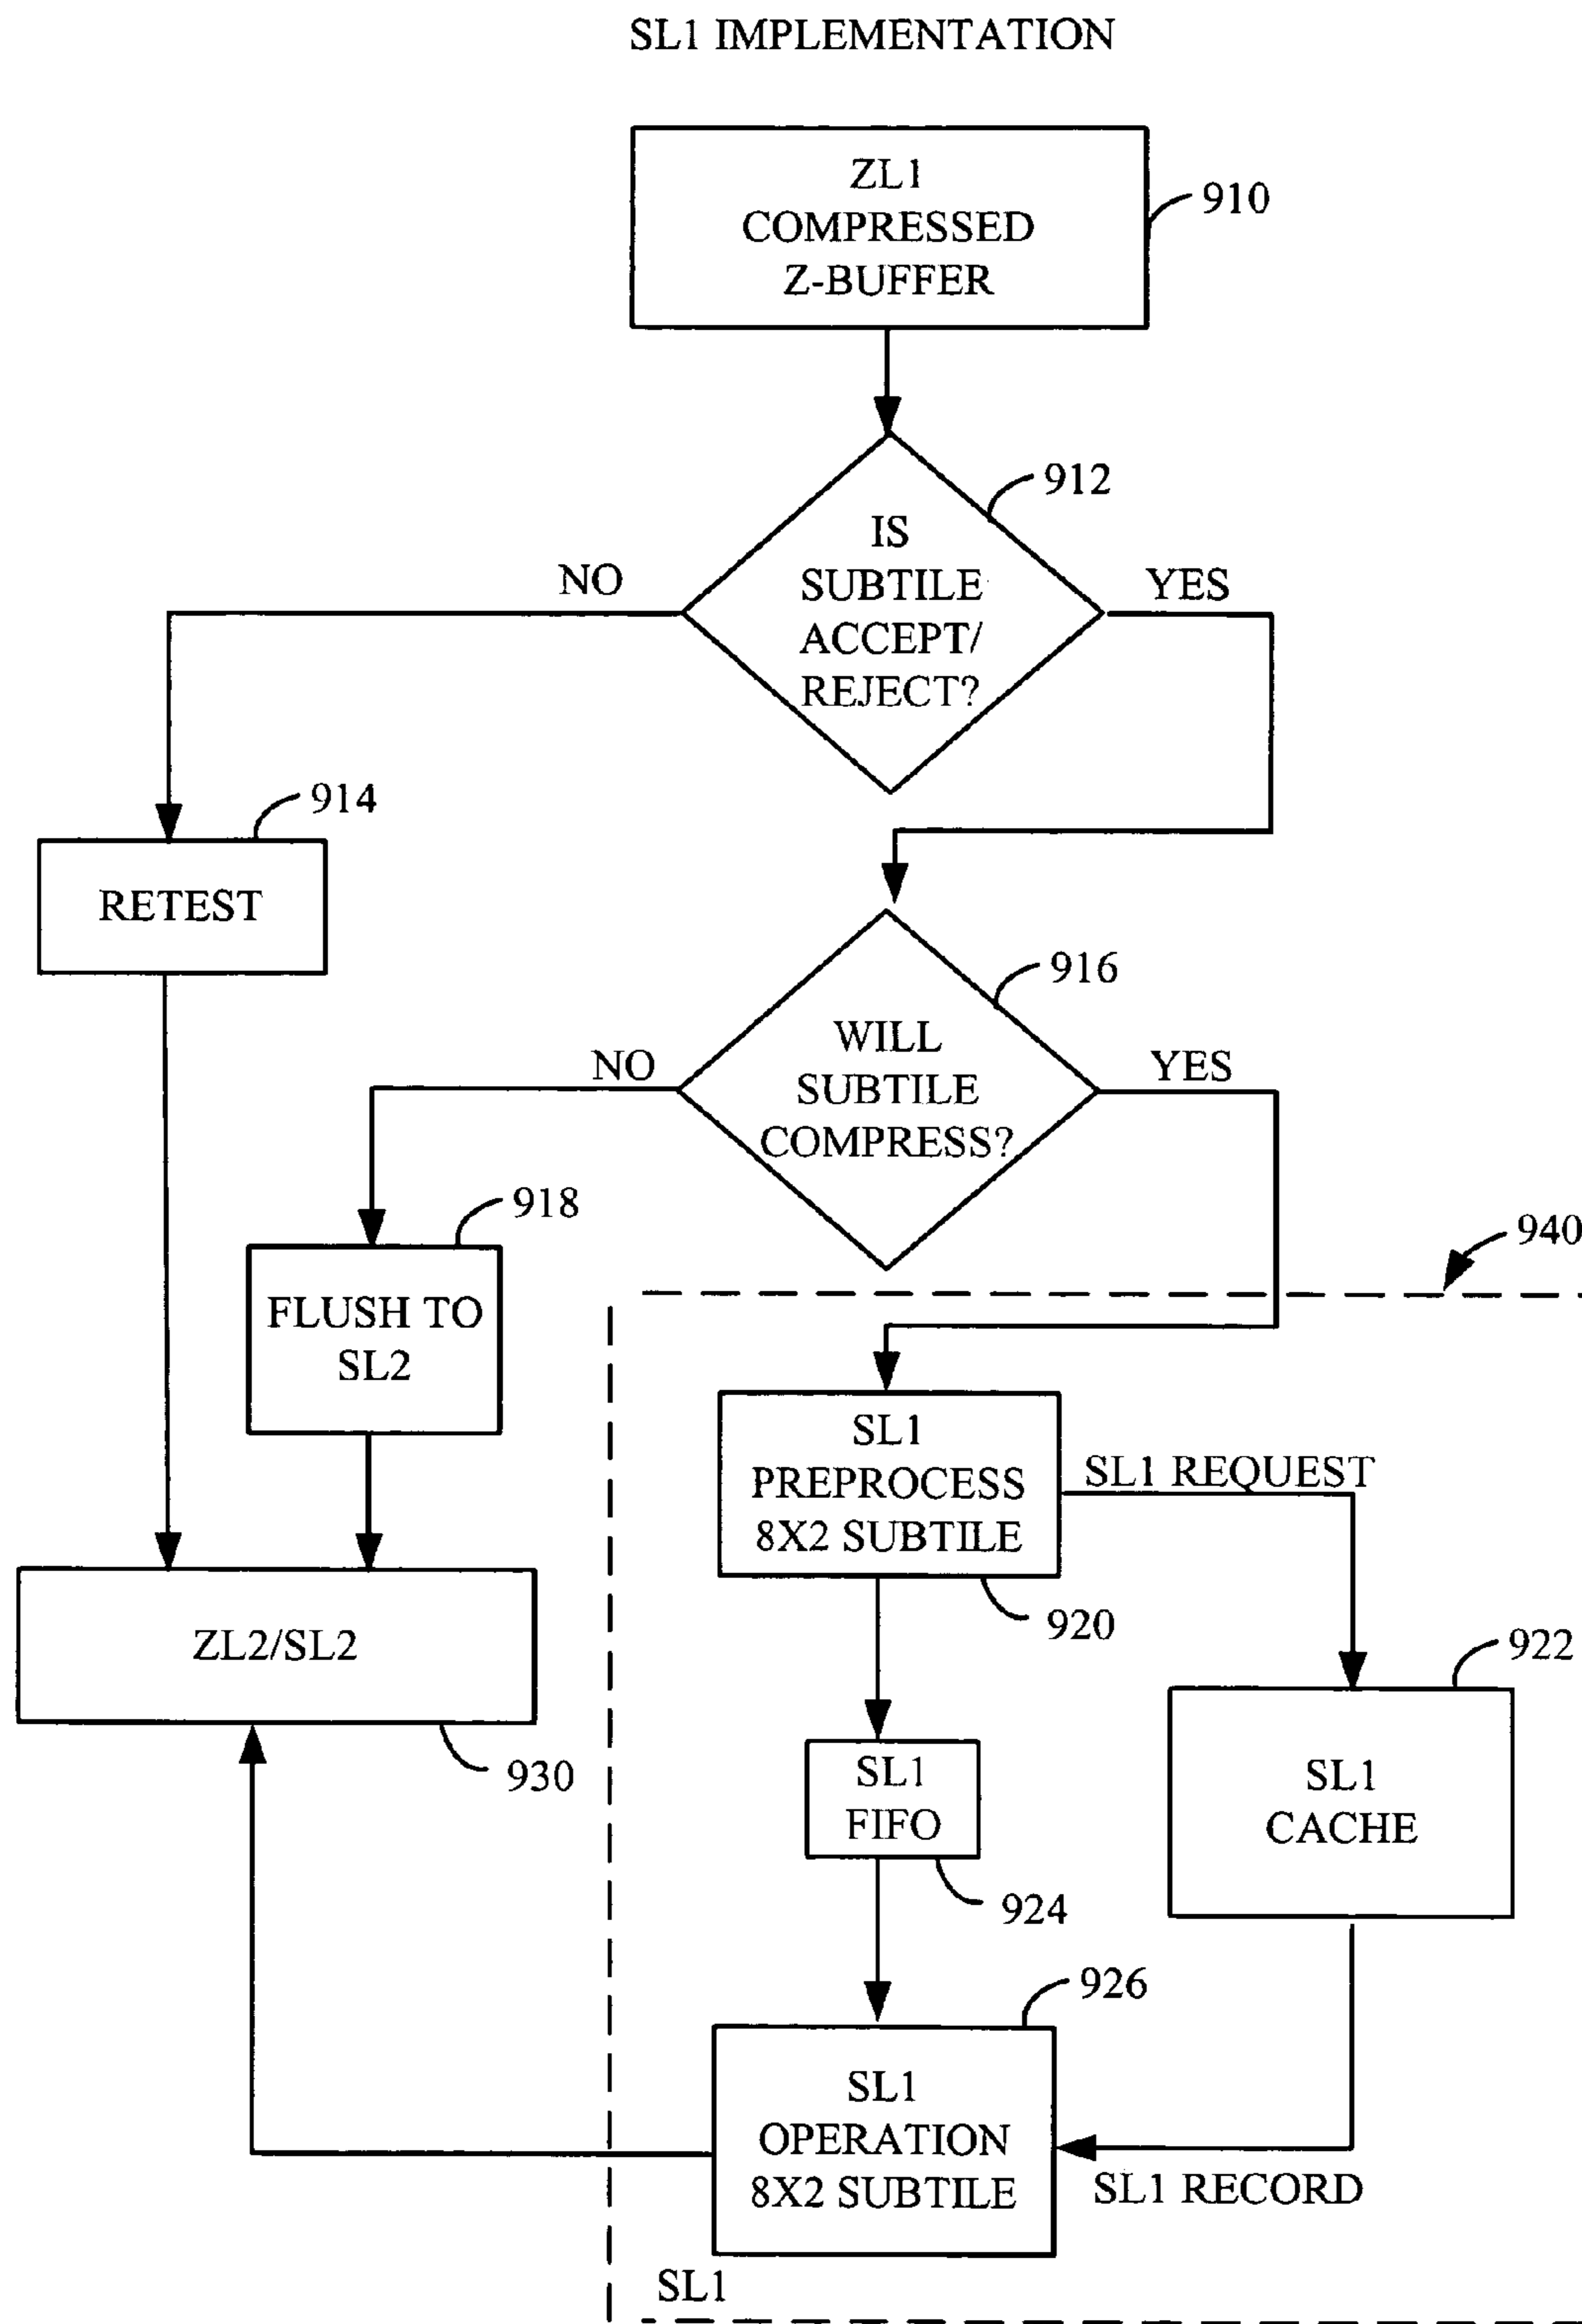 SL1 IMPLEMENTATION
ZL1
COMPRESSED
Z-BUFFER
910
912
IS
SUBTILE
ACCEPT/
REJECT?
NO
YES
914
RETEST
916
WILL
SUBTILE
COMPRESS?
NO
YES
918
FLUSH TO
SL2
940
SL1
PREPROCESS
8X2 SUBTILE
SL1 REQUEST
920
ZL2/SL2
922
930
SL1
FIFO
SL1
CACHE
924
926
SL1
OPERATION
8X2 SUBTILE
SL1 RECORD
SL1